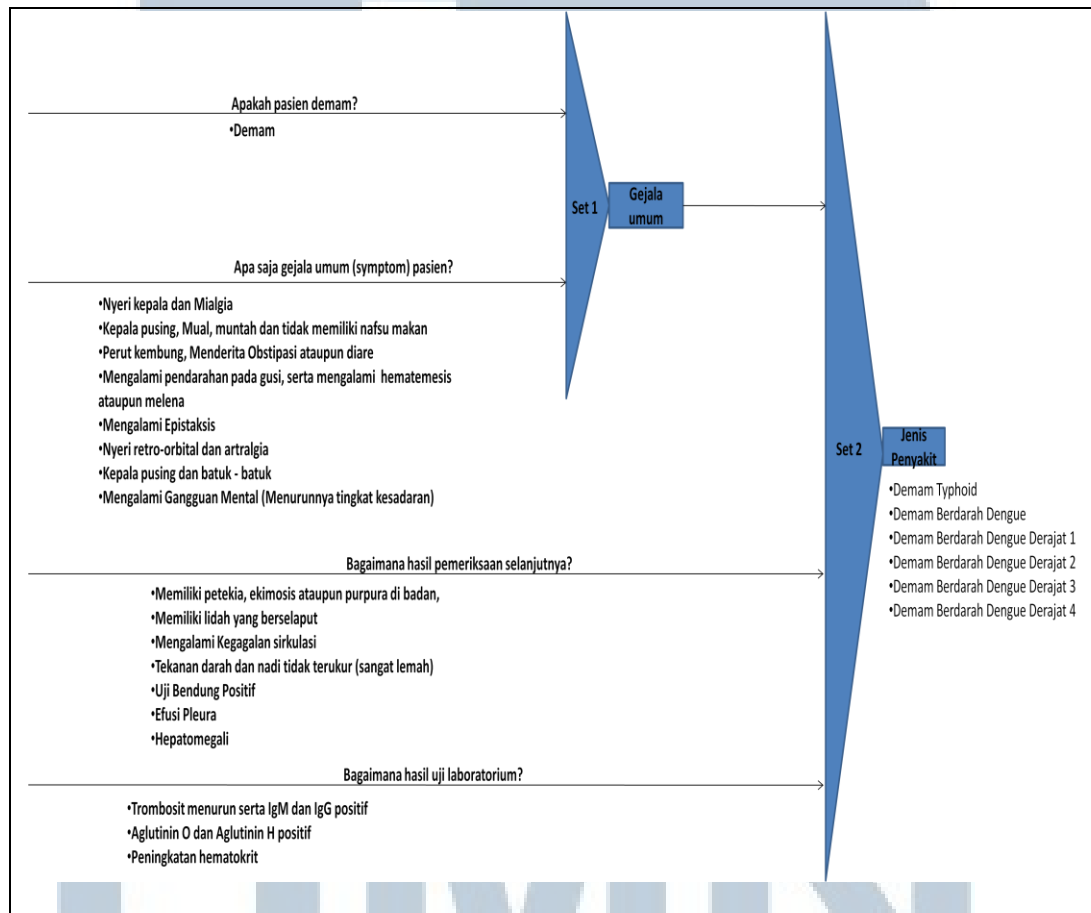 Apakah pasien demam?
•Demam
Set 1
Gejala
umum
Apa saja gejala umum (symptom) pasien?
•Nyeri kepala dan Mialgia
•Kepala pusing, Mual, muntah dan tidak memiliki nafsu makan
•Perut kembung, Menderita Obstipasi ataupun diare
•Mengalami pendarahan pada gusi, serta mengalami hematemesis
ataupun melena
•Mengalami Epistaksis
•Nyeri retro-orbital dan artralgia
•Kepala pusing dan batuk - batuk
•Mengalami Gangguan Mental (Menurunnya tingkat kesadaran)
Set 2
Jenis
Penyakit
•Demam Typhoid
•Demam Berdarah Dengue
•Demam Berdarah Dengue Derajat 1
•Demam Berdarah Dengue Derajat 2
•Demam Berdarah Dengue Derajat 3
•Demam Berdarah Dengue Derajat 4
Bagaimana hasil pemeriksaan selanjutnya?
•Memiliki petekia, ekimosis ataupun purpura di badan,
•Memiliki lidah yang berselaput
•Mengalami Kegagalan sirkulasi
•Tekanan darah dan nadi tidak terukur (sangat lemah)
•Uji Bendung Positif
•Efusi Pleura
•Hepatomegali
Bagaimana hasil uji laboratorium?
•Trombosit menurun serta IgM dan IgG positif
•Aglutinin O dan Aglutinin H positif
•Peningkatan hematokrit